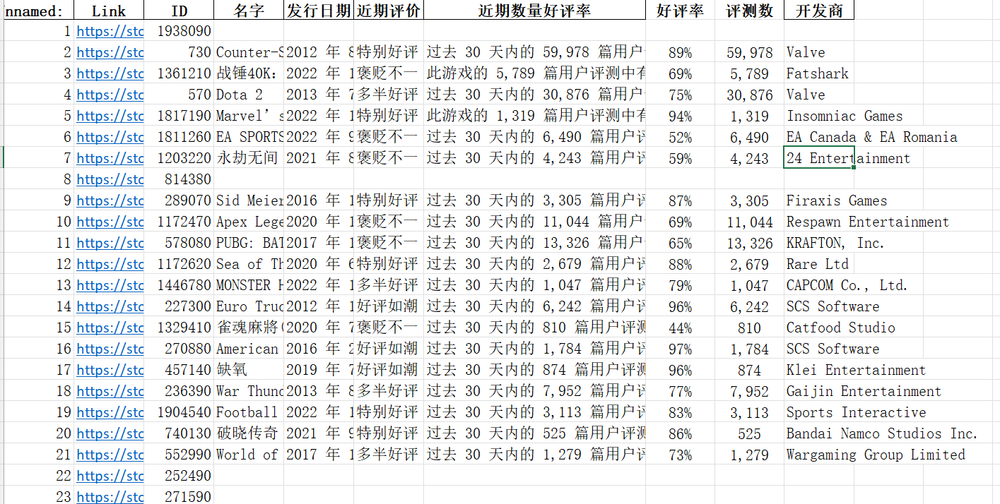 nnamed: Link ID 名字 发行日期 近期评价 近期数量好评率 好评率 评测数 开发商
1 https://sto 1938090
2 https://sto 730 Counter-S 2012 年 8 特别好评 过去 30 天内的 59,978 篇用户 89% 59,978 Valve
3 https://sto 1361210 战锤40K: 2022 年 1 褒贬不一 此游戏的 5,789 篇用户评测中有 69% 5,789 Fatshark
4 https://sto 570 Dota 2 2013 年 7 多半好评 过去 30 天内的 30,876 篇用户 75% 30,876 Valve
5 https://sto 1817190 Marvel’s 2022 年 1 特别好评 此游戏的 1,319 篇用户评测中有 94% 1,319 Insomniac Games
6 https://sto 1811260 EA SPORTS 2022 年 9 褒贬不一 过去 30 天内的 6,490 篇用户评 52% 6,490 EA Canada & EA Romania
7 https://sto 1203220 永劫无间 2021 年 8 褒贬不一 过去 30 天内的 4,243 篇用户评 59% 4,243 24 Entertainment
8 https://sto 814380
9 https://sto 289070 Sid Meier 2016 年 1 特别好评 过去 30 天内的 3,305 篇用户评 87% 3,305 Firaxis Games
10 https://sto 1172470 Apex Lege 2020 年 1 褒贬不一 过去 30 天内的 11,044 篇用户 69% 11,044 Respawn Entertainment
11 https://sto 578080 PUBG: BAT 2017 年 1 褒贬不一 过去 30 天内的 13,326 篇用户 65% 13,326 KRAFTON, Inc.
12 https://sto 1172620 Sea of Th 2020 年 6 特别好评 过去 30 天内的 2,679 篇用户评 88% 2,679 Rare Ltd
13 https://sto 1446780 MONSTER H 2022 年 1 多半好评 过去 30 天内的 1,047 篇用户评 79% 1,047 CAPCOM Co., Ltd.
14 https://sto 227300 Euro Truc 2012 年 1 好评如潮 过去 30 天内的 6,242 篇用户评 96% 6,242 SCS Software
15 https://sto 1329410 雀魂麻將( 2020 年 7 褒贬不一 过去 30 天内的 810 篇用户评测 44% 810 Catfood Studio
16 https://sto 270880 American 2016 年 2 好评如潮 过去 30 天内的 1,784 篇用户评 97% 1,784 SCS Software
17 https://sto 457140 缺氧 2019 年 7 好评如潮 过去 30 天内的 874 篇用户评测 96% 874 Klei Entertainment
18 https://sto 236390 War Thund 2013 年 8 多半好评 过去 30 天内的 7,952 篇用户评 77% 7,952 Gaijin Entertainment
19 https://sto 1904540 Football 2022 年 1 特别好评 过去 30 天内的 3,113 篇用户评 83% 3,113 Sports Interactive
20 https://sto 740130 破晓传奇 2021 年 9 特别好评 过去 30 天内的 525 篇用户评测 86% 525 Bandai Namco Studios Inc.
21 https://sto 552990 World of 2017 年 1 多半好评 过去 30 天内的 1,279 篇用户评 73% 1,279 Wargaming Group Limited
22 https://sto 252490
23 https://sto 271590